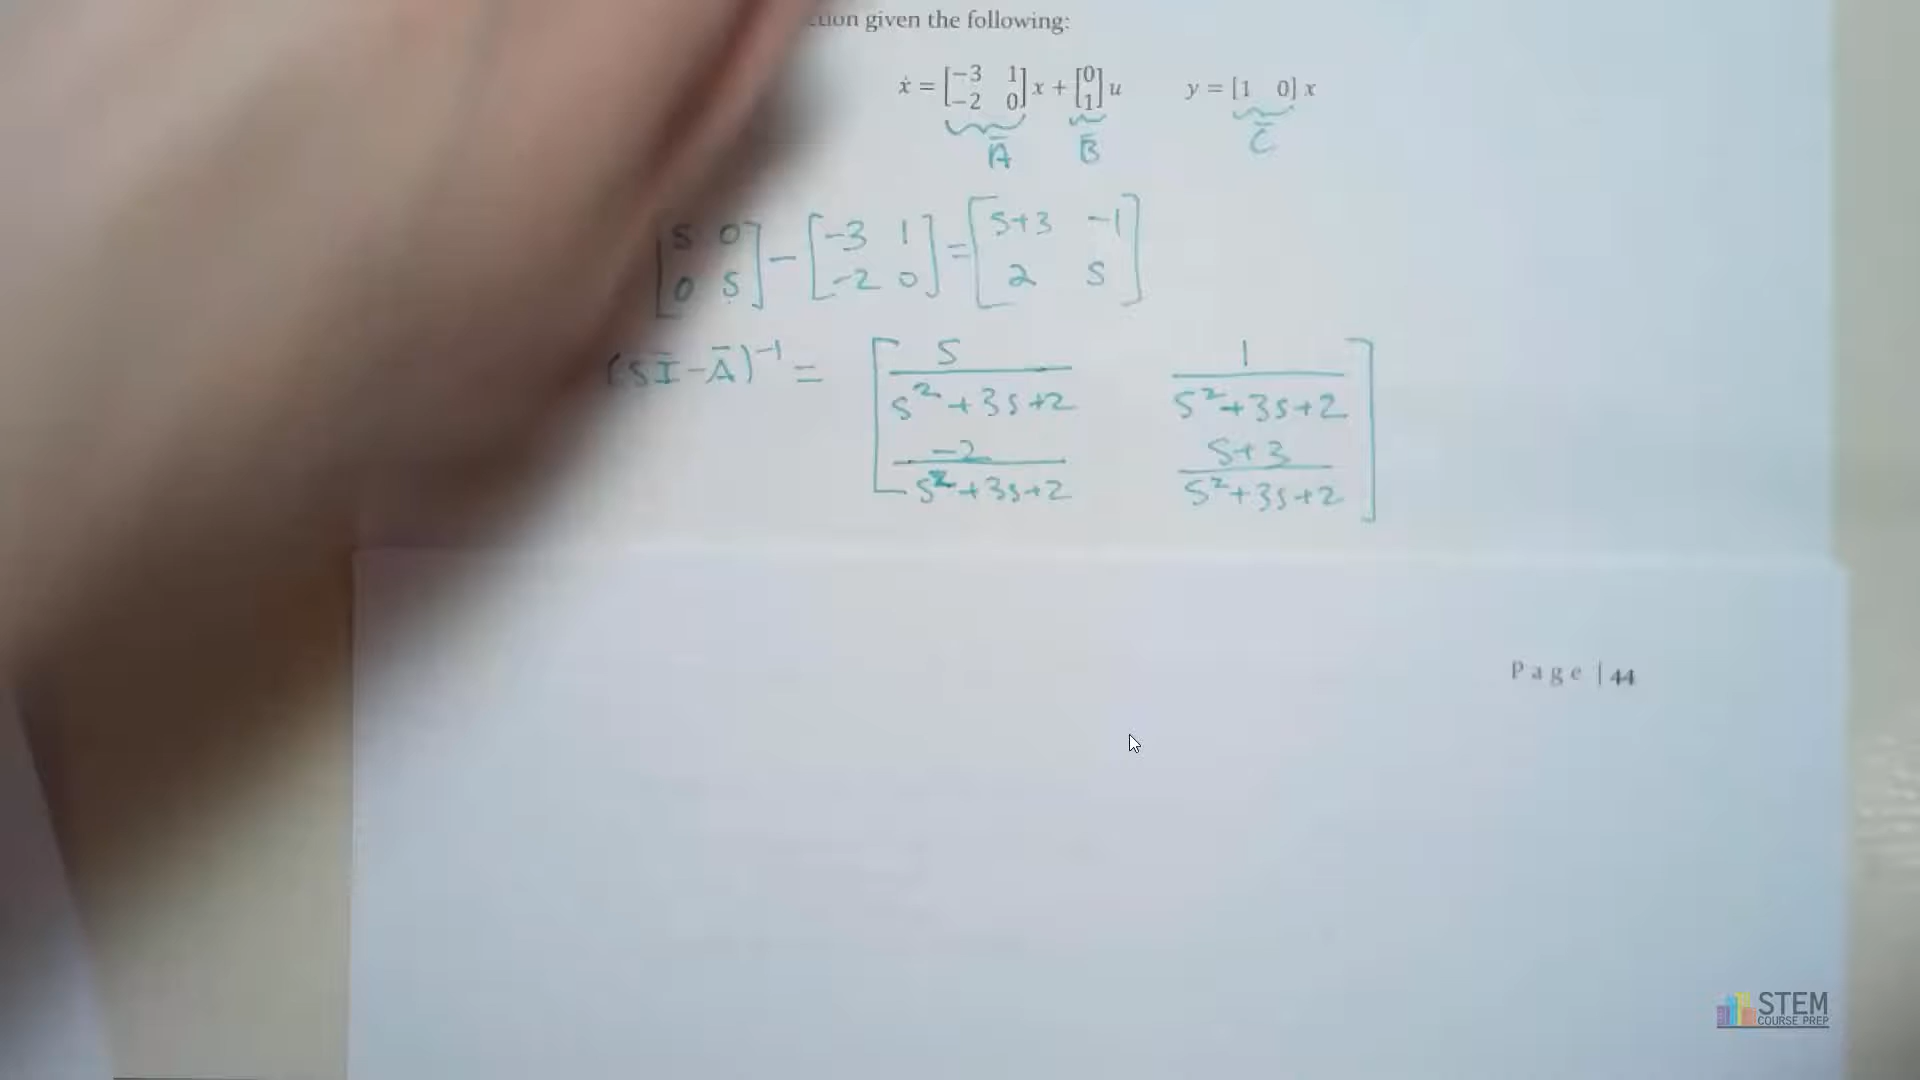 given the following:
ẋ = [−3 1 −2 0] x + [0 1] u y = [1 0] x
Ā B̄ C̄
[S 0 0 S] − [−3 1 −2 0] = [S+3 −1 2 S]
(SĪ−Ā)⁻¹ = [S/(S²+3S+2) 1/(S²+3S+2)
−2/(S²+3S+2) (S+3)/(S²+3S+2)]
Page | 44
STEM
COURSE PREP